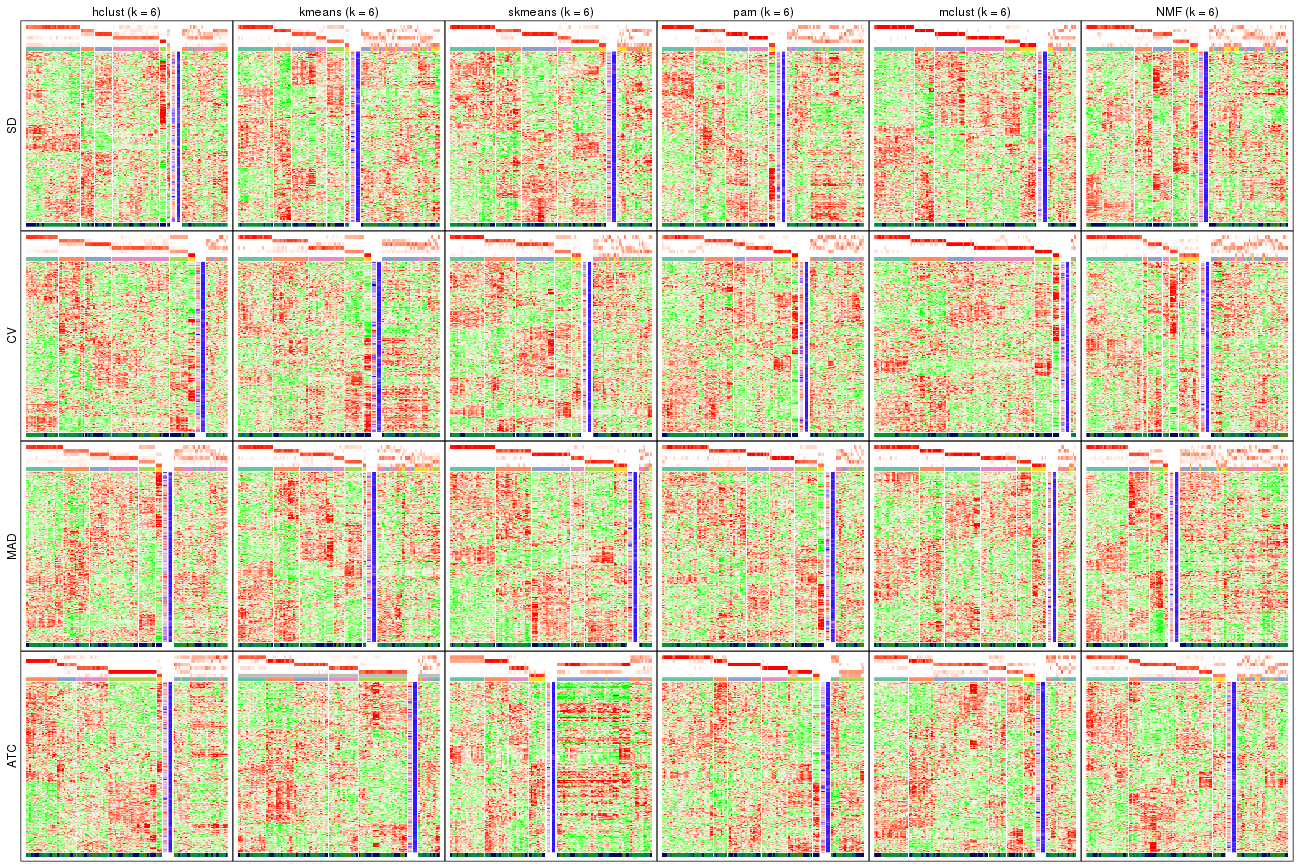 hclust (k = 6) kmeans (k = 6) skmeans (k = 6) pam (k = 6) mclust (k = 6) NMF (k = 6)
SD
CV
MAD
ATC